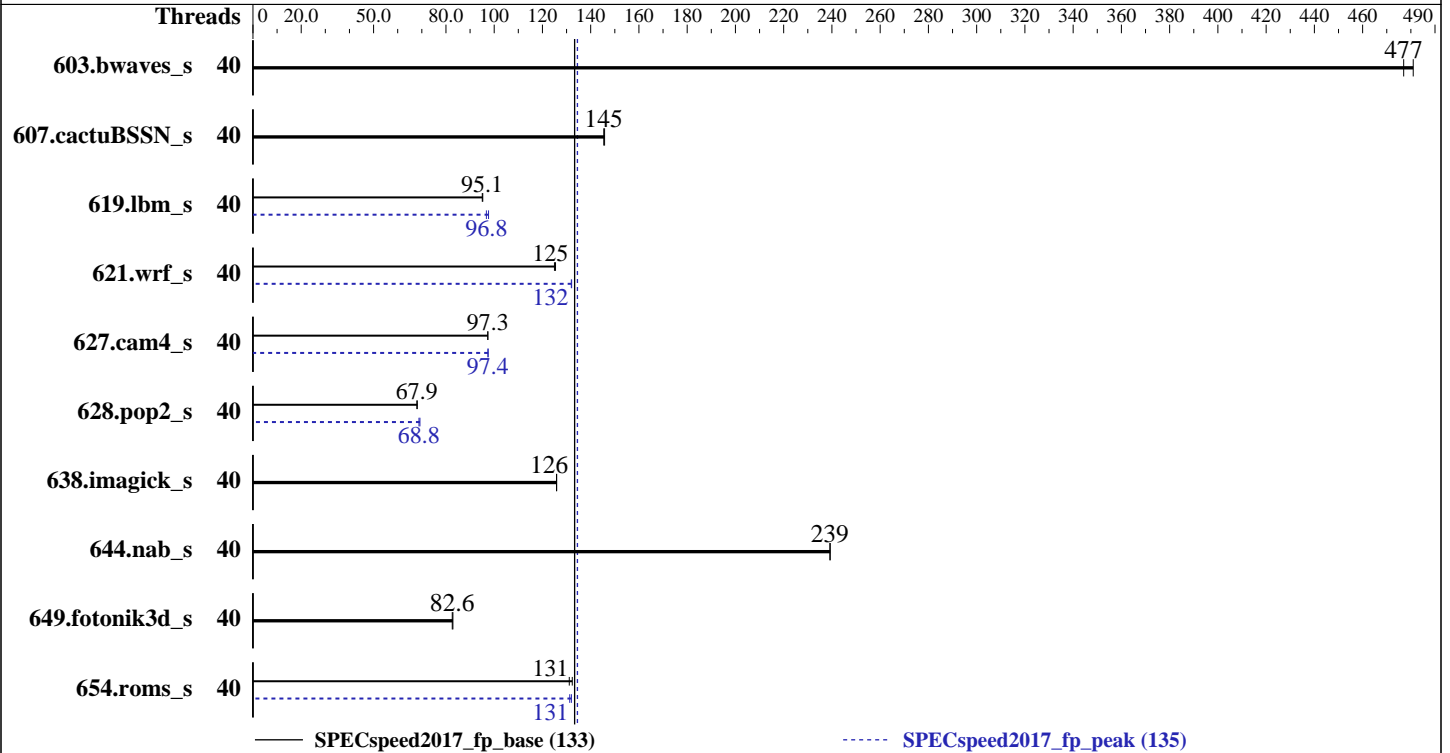 Threads 0 20.0 50.0 80.0 100 120 140 160 180 200 220 240 260 280 300 320 340 360 380 400 420 440 460 490
603.bwaves_s 40 477
607.cactuBSSN_s 40 145
95.1
619.lbm_s 40
96.8
125
621.wrf_s 40
132
97.3
627.cam4_s 40
97.4
67.9
628.pop2_s 40
68.8
638.imagick_s 40 126
644.nab_s 40 239
649.fotonik3d_s 40 82.6
131
654.roms_s 40
131
SPECspeed2017_fp_base (133) SPECspeed2017_fp_peak (135)